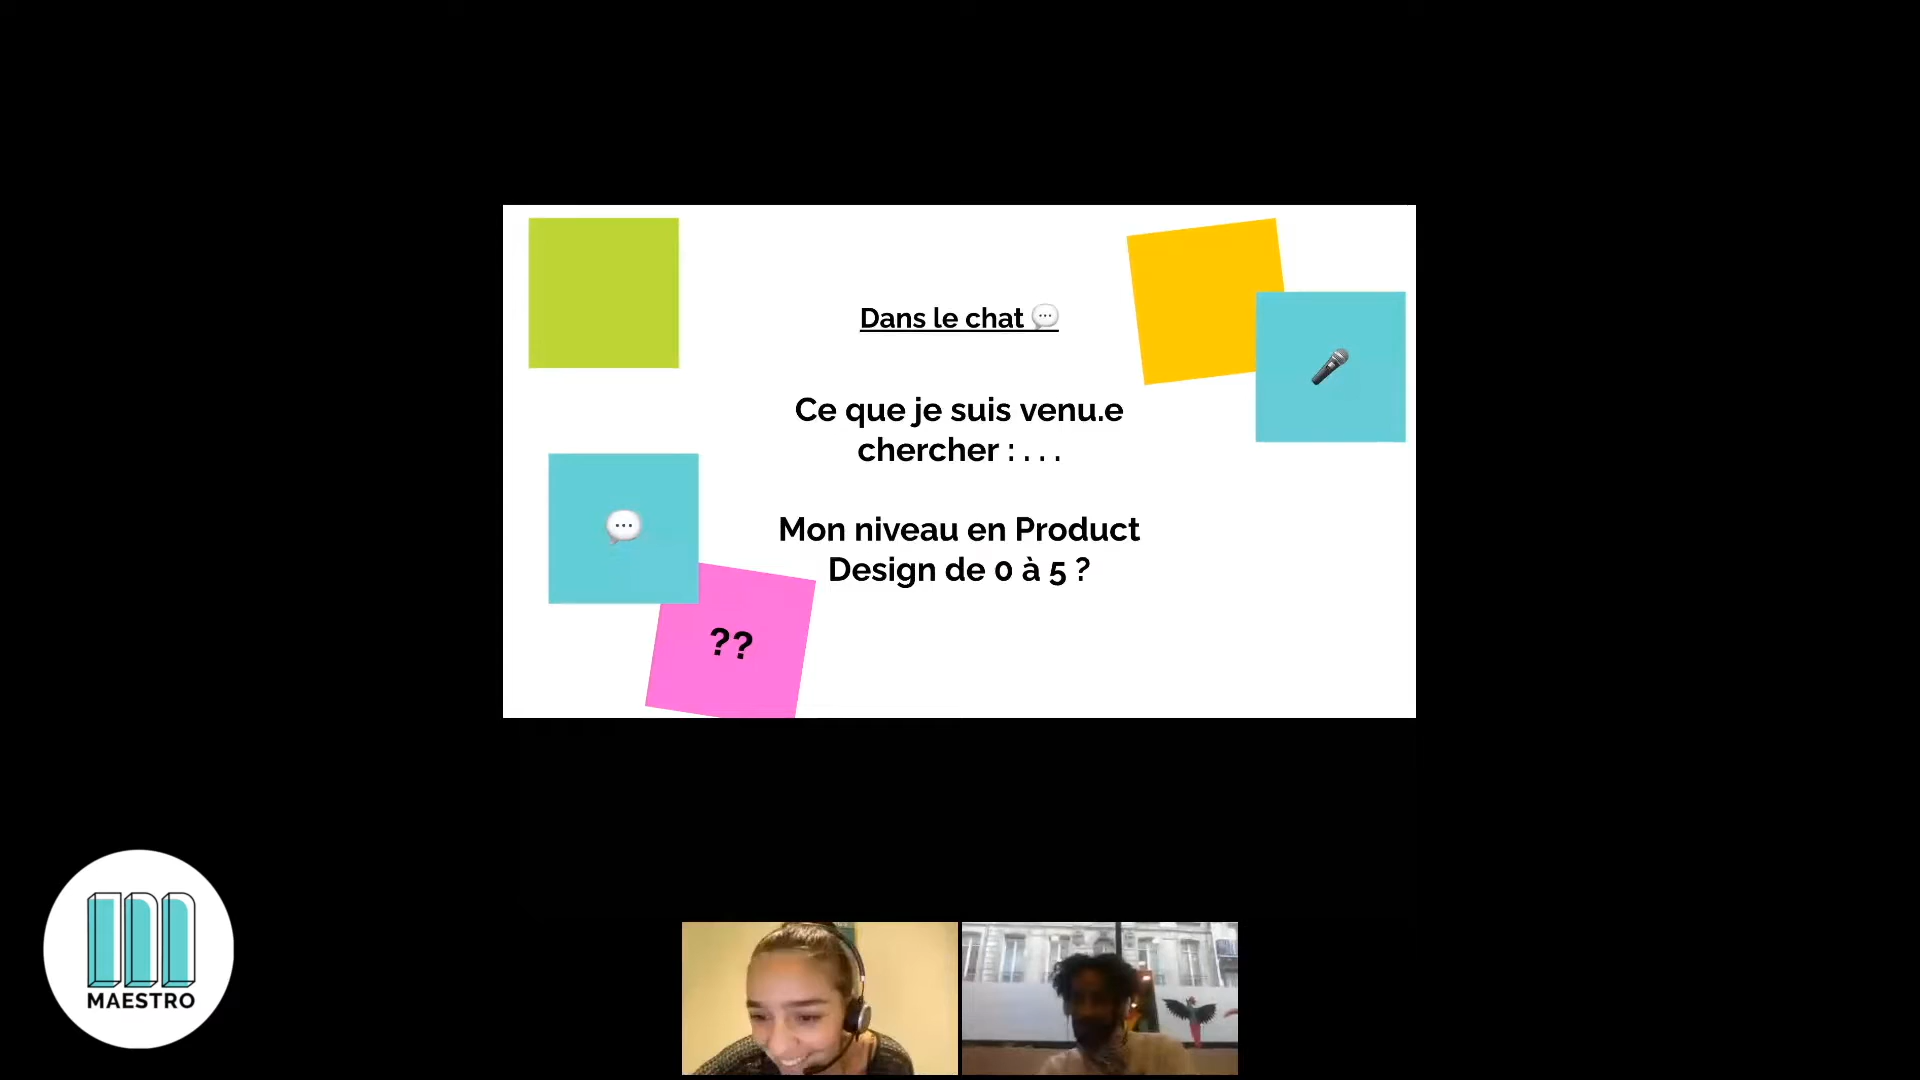 Dans le chat 💬
Ce que je suis venu.e
chercher : . . .
Mon niveau en Product
Design de 0 à 5 ?
??
MAESTRO